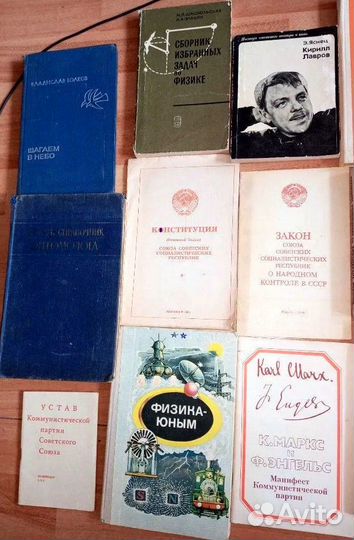 ВЛАДИСЛАВ ВОЛКОВ
ШАГАЕМ В НЕБО
СБОРНИК
ИЗБРАННЫХ
ЗАДАЧ
ПО
ФИЗИКЕ
Э. Яснец
Кирилл
Лавров
СПРАВОЧНИК
КОНСТИТУЦИЯ
СОЮЗА СОВЕТСКИХ
СОЦИАЛИСТИЧЕСКИХ
РЕСПУБЛИК
ЗАКОН
СОЮЗА
СОВЕТСКИХ
СОЦИАЛИСТИЧЕСКИХ
РЕСПУБЛИК
О НАРОДНОМ
КОНТРОЛЕ В СССР
УСТАВ
Коммунистической
партии
Советского
Союза
ФИЗИКА-
ЮНЫМ
S N
Karl Marx.
F. Engels
К. МАРКС
И
Ф. ЭНГЕЛЬС
Манифест
Коммунистической
партии
Avito